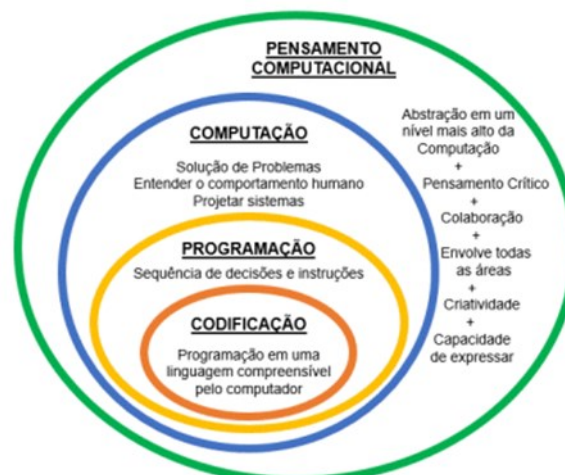 PENSAMENTO
COMPUTACIONAL
COMPUTAÇÃO
Solução de Problemas
Entender o comportamento humano
Projetar sistemas
PROGRAMAÇÃO
Sequência de decisões e instruções
CODIFICAÇÃO
Programação em uma
linguagem compreensível
pelo computador
Abstração em um
nível mais alto da
Computação
+
Pensamento Crítico
+
Colaboração
+
Envolve todas
as áreas
+
Criatividade
+
Capacidade
de expressar